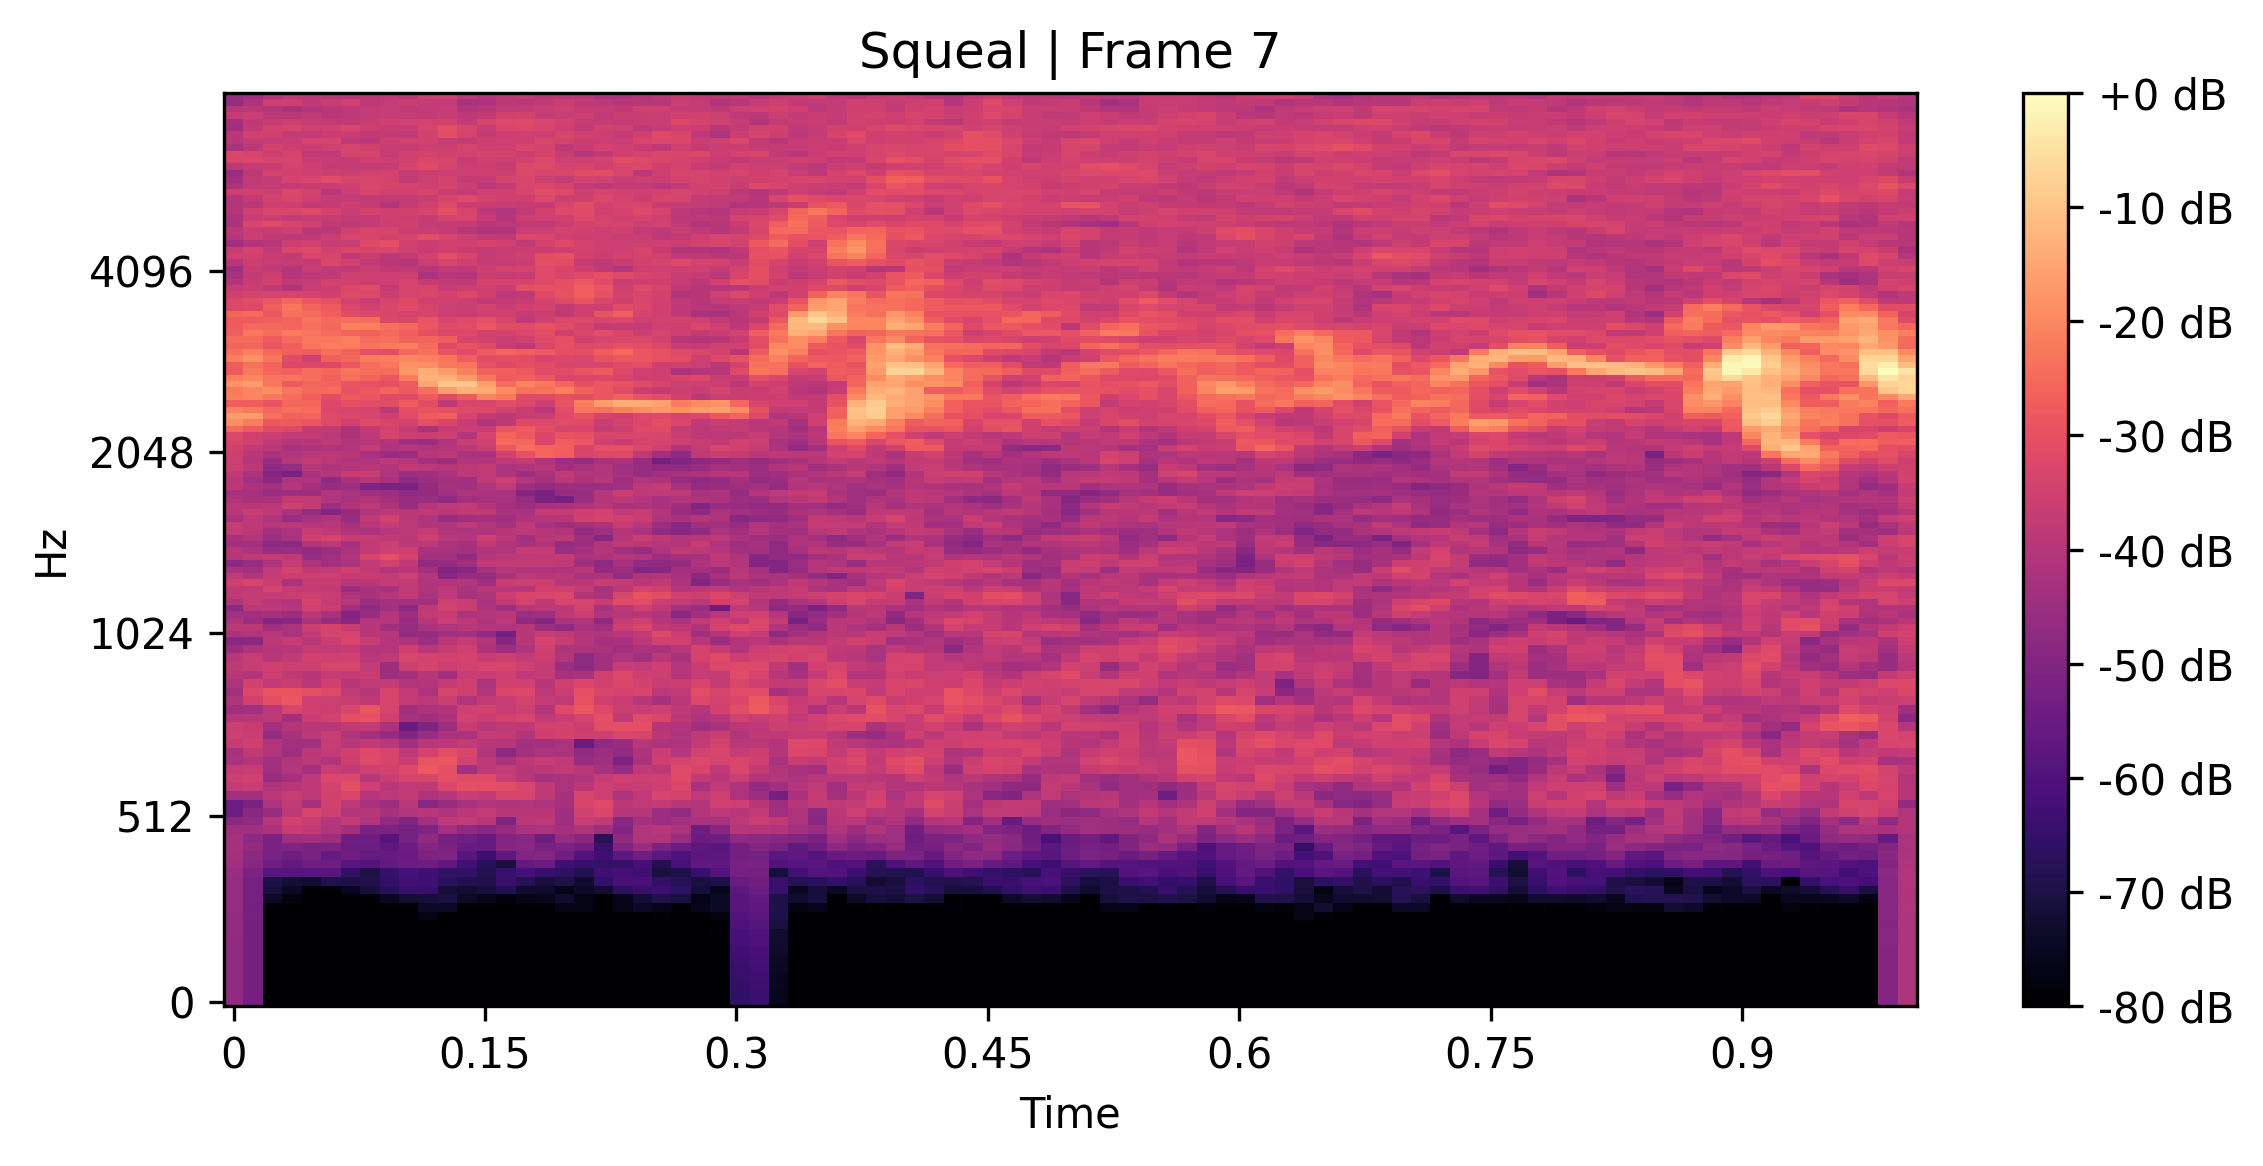 Squeal | Frame 7
+0 dB
-10 dB
-20 dB
-30 dB
-40 dB
-50 dB
-60 dB
-70 dB
-80 dB
Hz
4096
2048
1024
512
0
0 0.15 0.3 0.45 0.6 0.75 0.9
Time